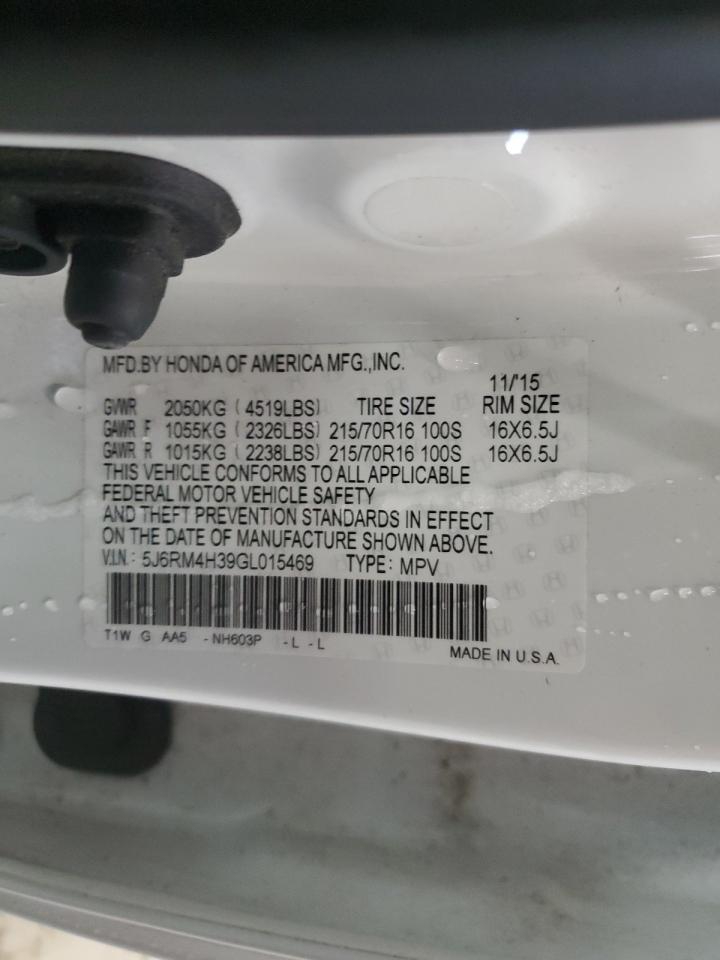 MFD.BY HONDA OF AMERICA MFG.,INC.
11/'15
GVWR 2050KG ( 4519LBS) TIRE SIZE RIM SIZE
GAWR F 1055KG ( 2326LBS) 215/70R16 100S 16X6.5J
GAWR R 1015KG ( 2238LBS) 215/70R16 100S 16X6.5J
THIS VEHICLE CONFORMS TO ALL APPLICABLE
FEDERAL MOTOR VEHICLE SAFETY
AND THEFT PREVENTION STANDARDS IN EFFECT
ON THE DATE OF MANUFACTURE SHOWN ABOVE.
V.I.N.: 5J6RM4H39GL015469 TYPE: MPV
T1W G AA5 -NH603P -L -L
MADE IN U.S.A.